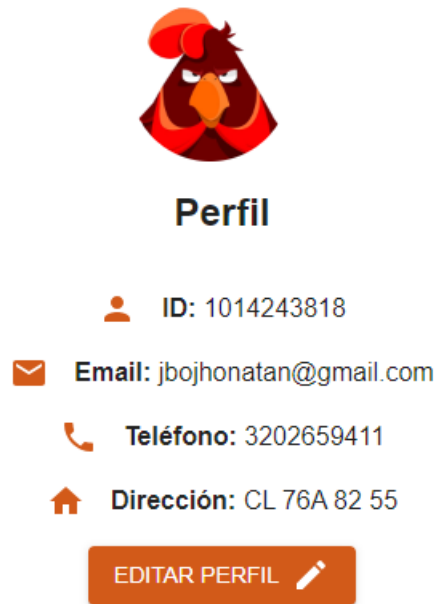 Perfil
ID: 1014243818
Email: jbojhonatan@gmail.com
Teléfono: 3202659411
Dirección: CL 76A 82 55
EDITAR PERFIL